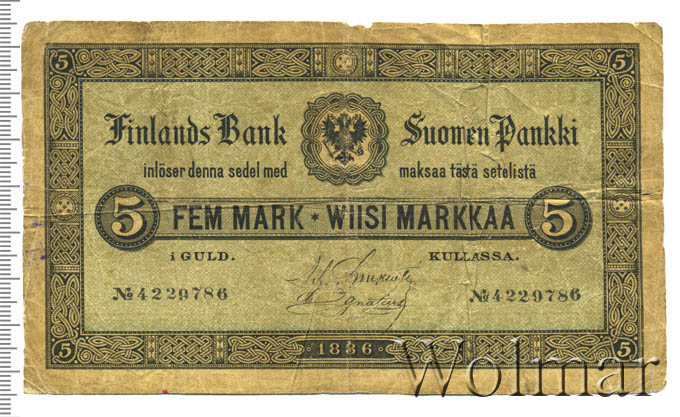 5 5
Finlands Bank Suomen Pankki
inlöser denna sedel med maksaa tästä setelistä
5 FEM MARK * WIISI MARKKAA 5
i GULD. KULLASSA.
№4229786 №4229786
5 1886 5
Wolmar